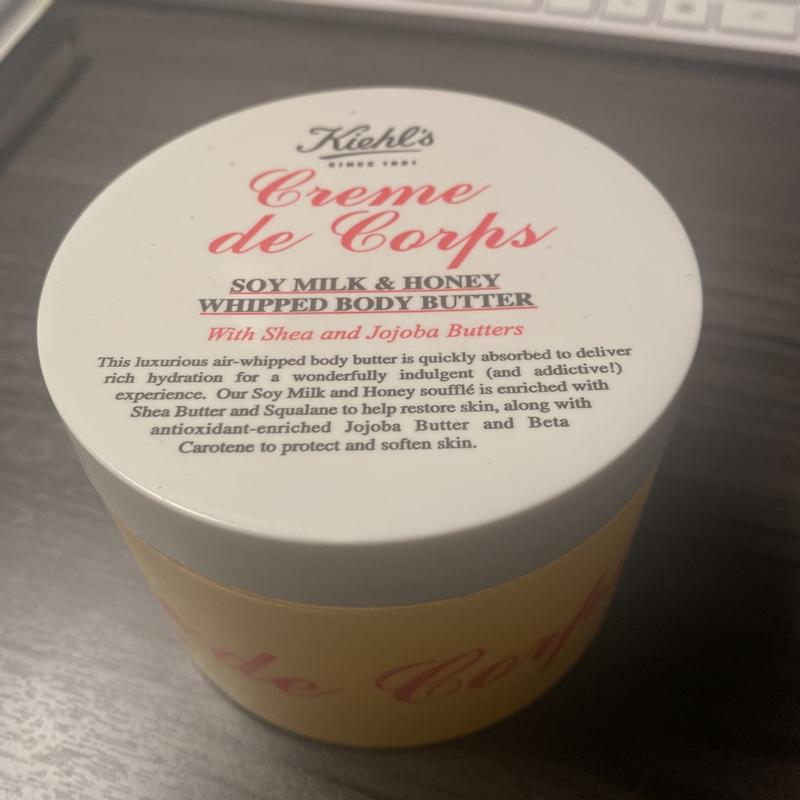 Kiehl's
SINCE 1851
Creme
de Corps
SOY MILK & HONEY
WHIPPED BODY BUTTER
With Shea and Jojoba Butters
This luxurious air-whipped body butter is quickly absorbed to deliver
rich hydration for a wonderfully indulgent (and addictive!)
experience. Our Soy Milk and Honey soufflé is enriched with
Shea Butter and Squalane to help restore skin, along with
antioxidant-enriched Jojoba Butter and Beta
Carotene to protect and soften skin.
de Corps